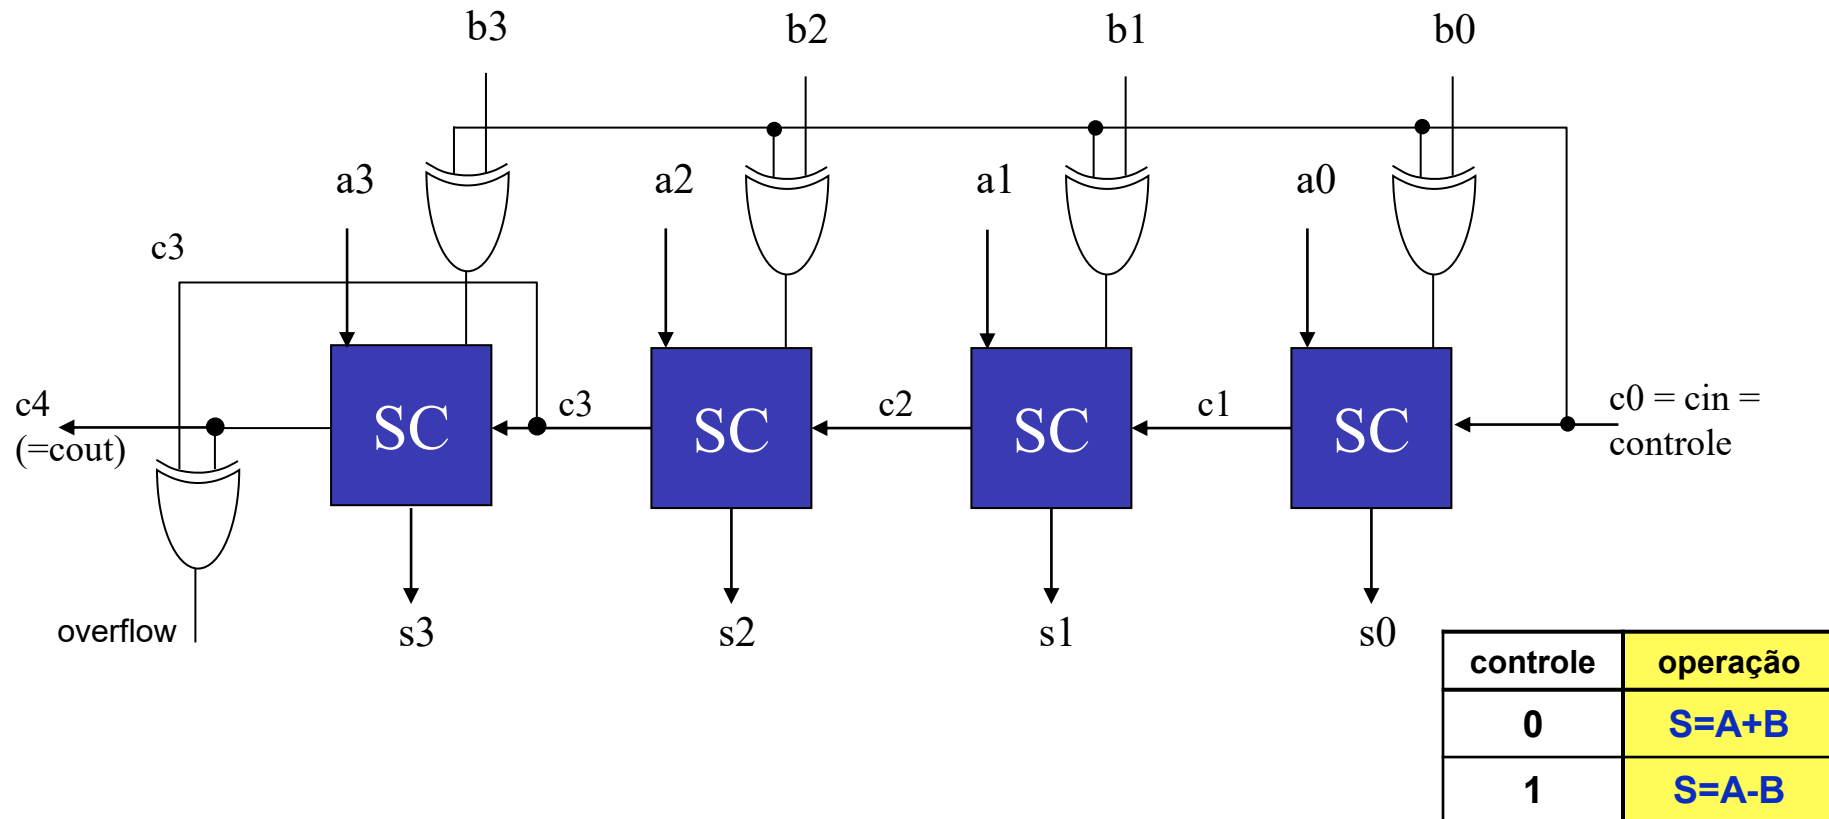 b3 b2 b1 b0
a3 a2 a1 a0
c3
c4
(=cout)
SC c3 SC c2 SC c1 SC
c0 = cin =
controle
overflow
s3 s2 s1 s0
controle operação
0 S=A+B
1 S=A-B